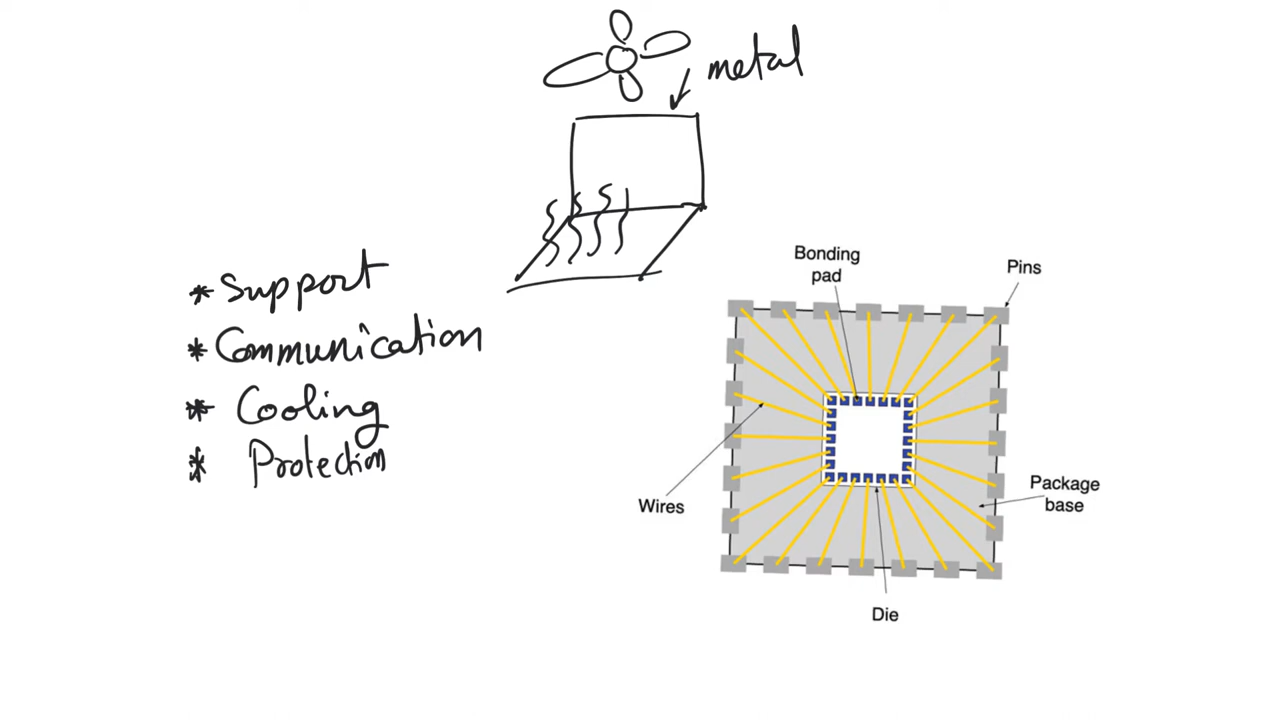 metal
* Support
* Communication
* Cooling
* Protection
Bonding
pad
Pins
Wires
Package
base
Die